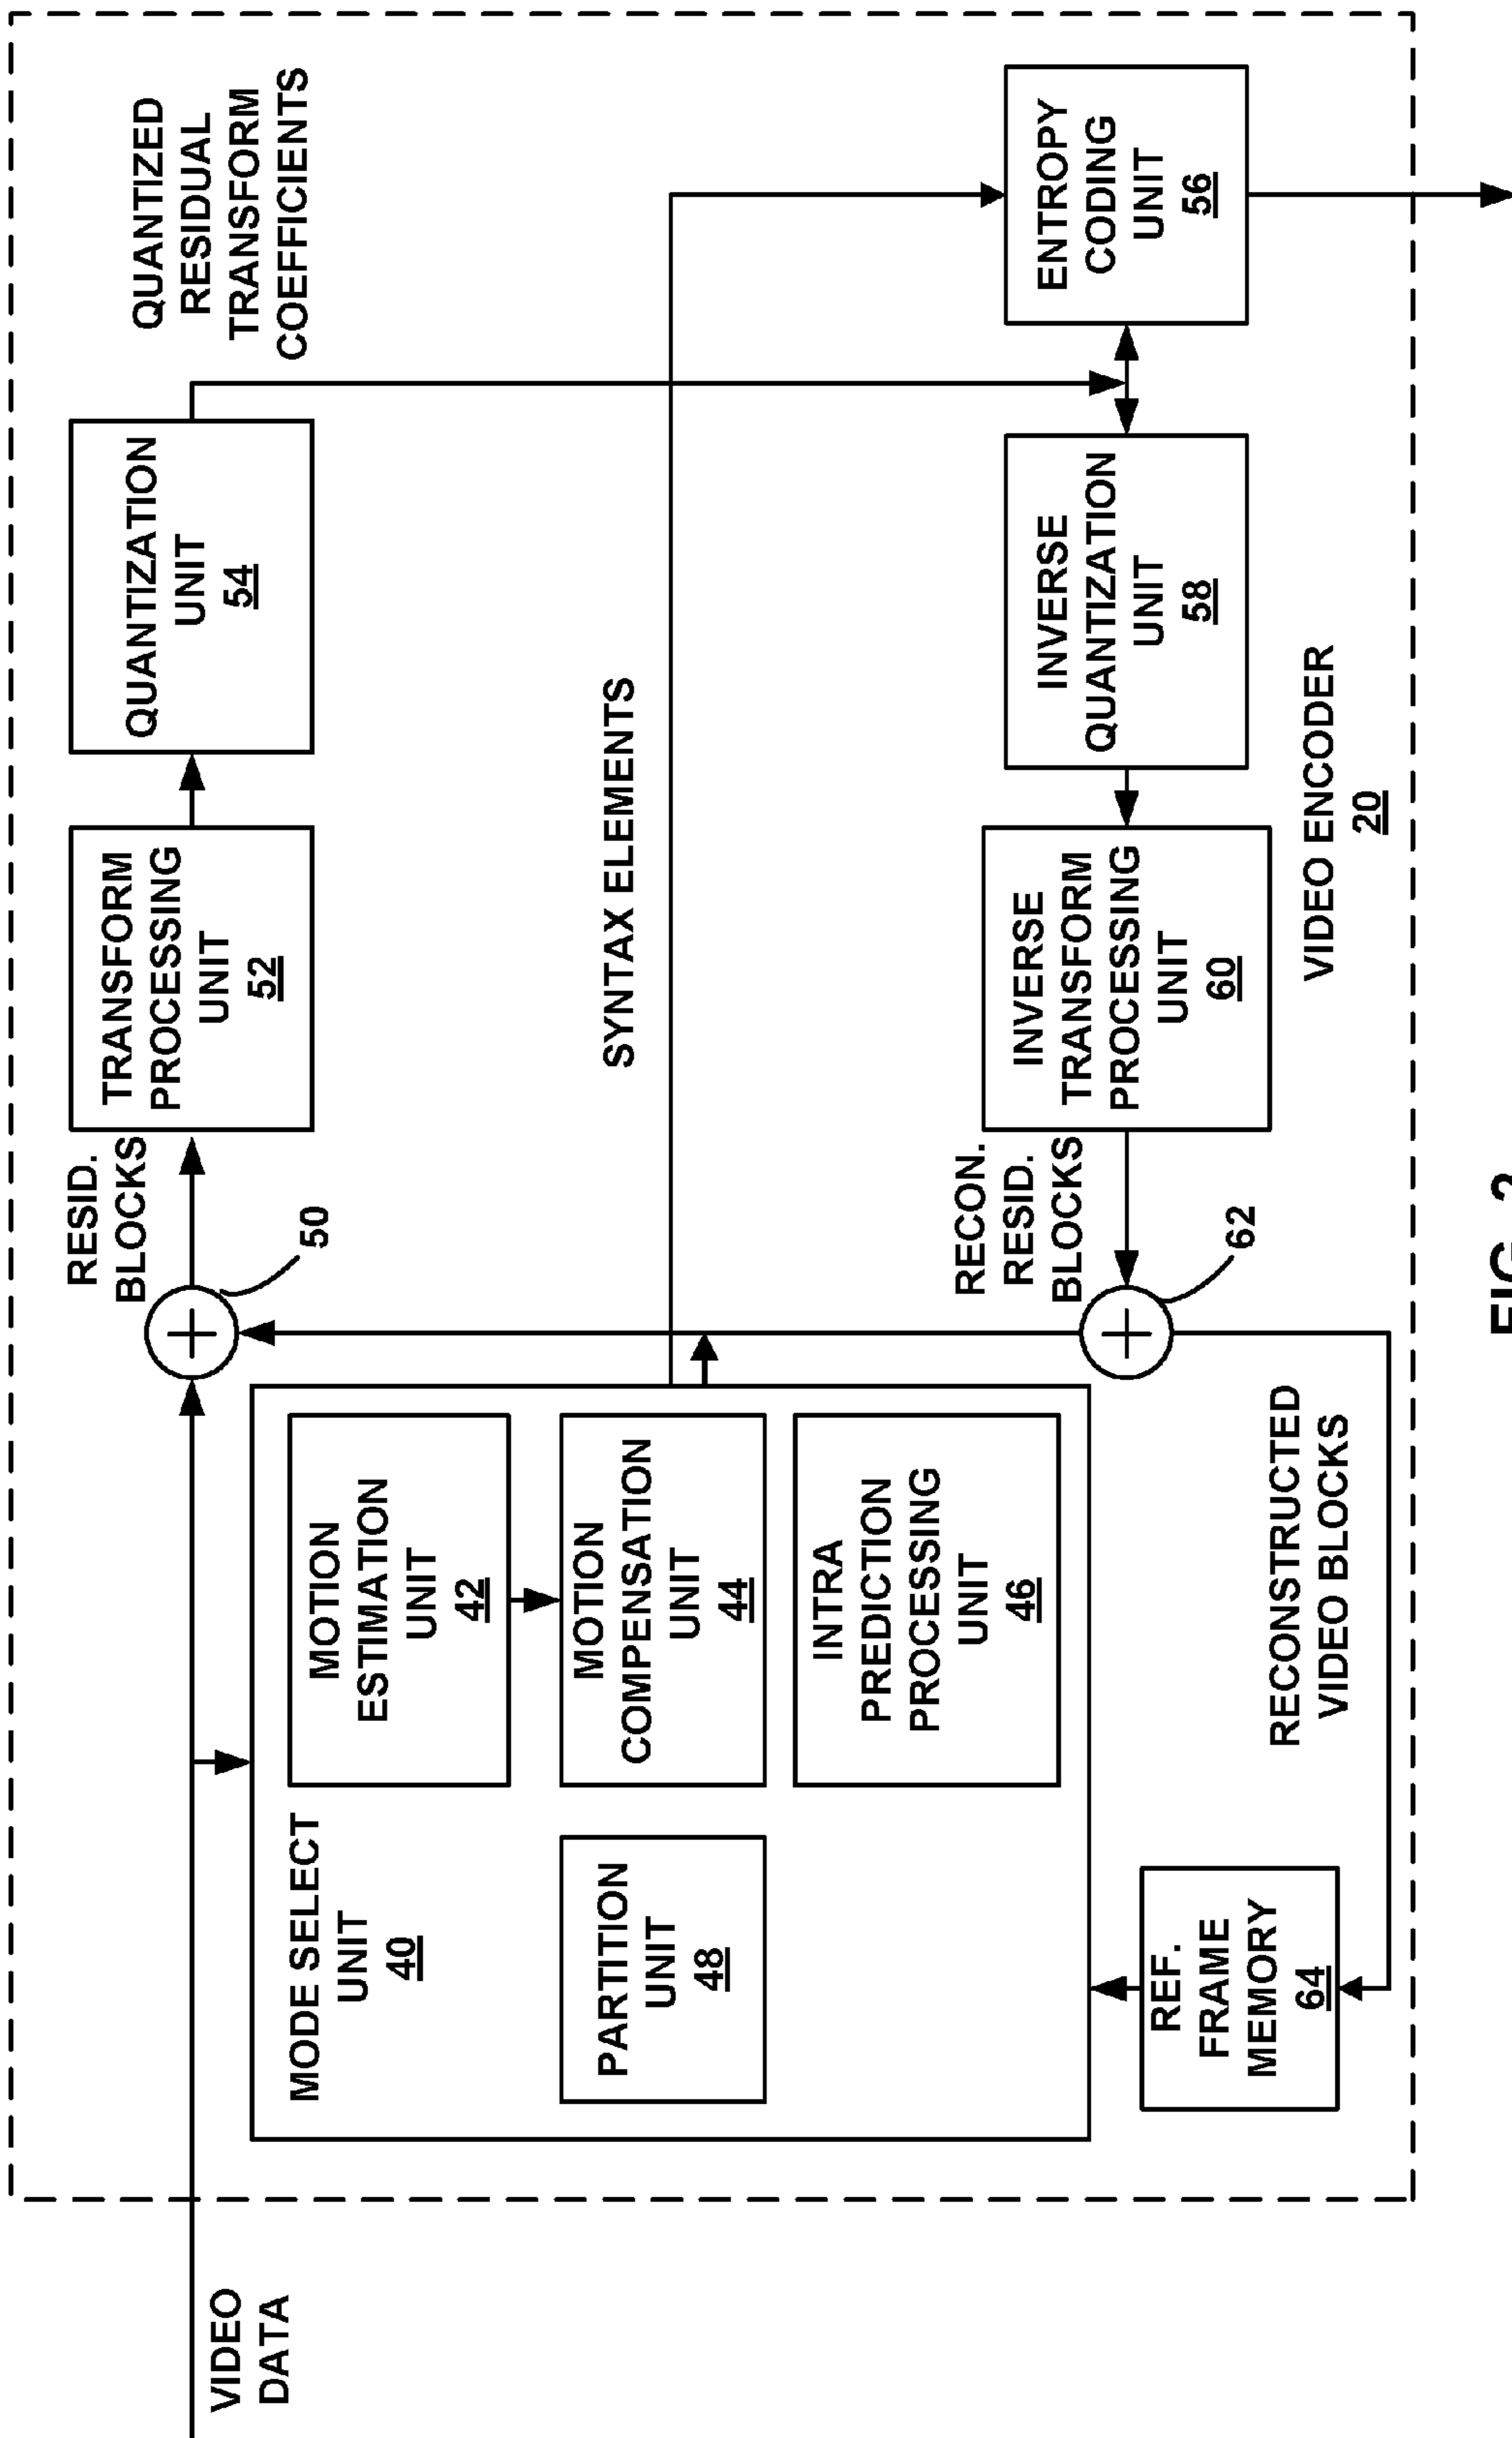 VIDEO
DATA
MODE SELECT
UNIT
40
PARTITION
UNIT
48
MOTION
ESTIMATION
UNIT
42
MOTION
COMPENSATION
UNIT
44
INTRA
PREDICTION
PROCESSING
UNIT
46
REF.
FRAME
MEMORY
64
RECONSTRUCTED
VIDEO BLOCKS
50
RESID.
BLOCKS
TRANSFORM
PROCESSING
UNIT
52
QUANTIZATION
UNIT
54
QUANTIZED
RESIDUAL
TRANSFORM
COEFFICIENTS
SYNTAX ELEMENTS
62
RECON.
RESID.
BLOCKS
INVERSE
TRANSFORM
PROCESSING
UNIT
60
INVERSE
QUANTIZATION
UNIT
58
ENTROPY
CODING
UNIT
56
VIDEO ENCODER
20
FIG.